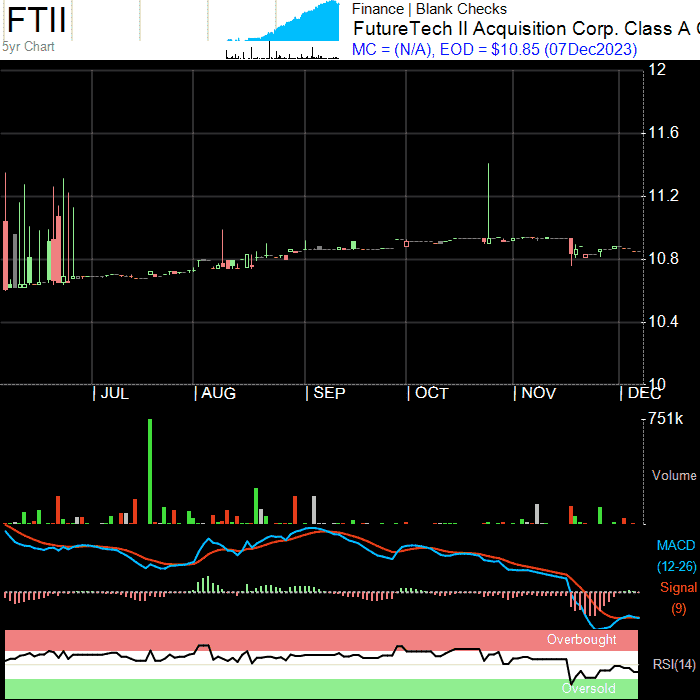 FTII
5yr Chart
Finance | Blank Checks
FutureTech II Acquisition Corp. Class A
MC = (N/A), EOD = $10.85 (07Dec2023)
12
11.6
11.2
10.8
10.4
10
| JUL
| AUG
| SEP
| OCT
| NOV
| DEC
751k
Volume
MACD
(12-26)
Signal
(9)
Overbought
RSI(14)
Oversold